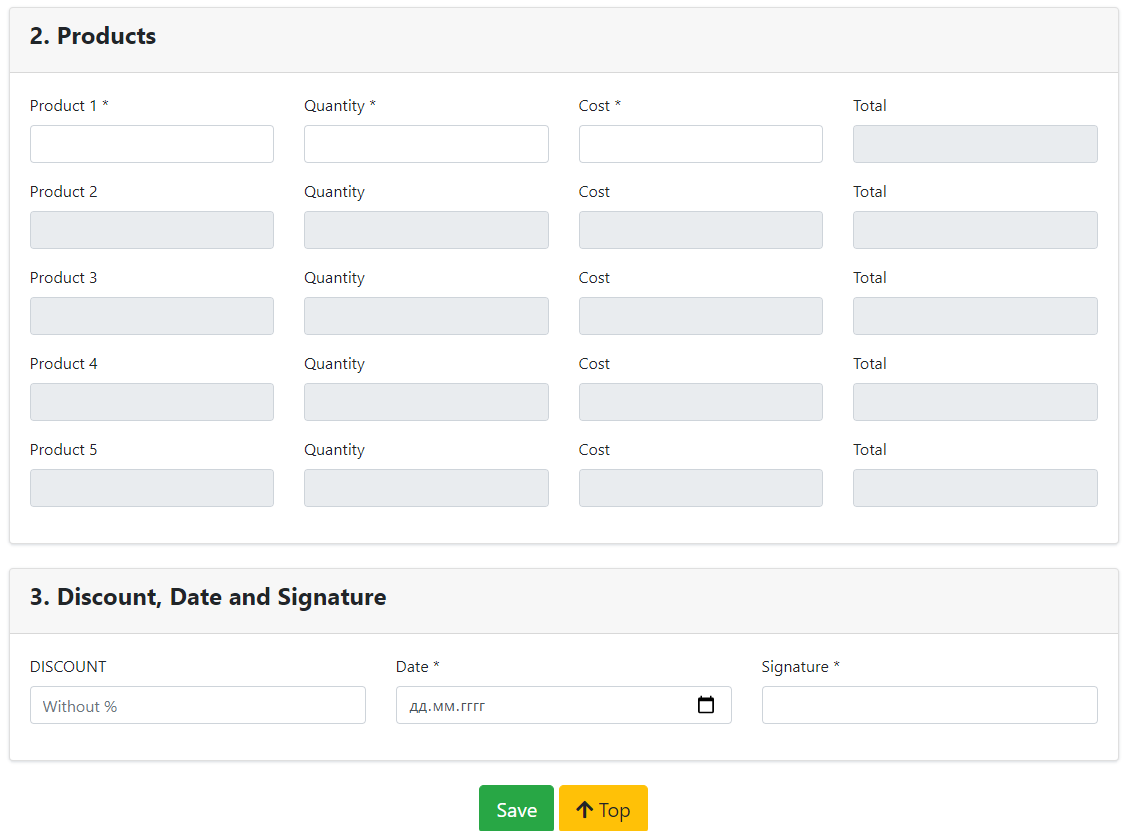 2. Products
Product 1 * Quantity * Cost * Total
Product 2 Quantity Cost Total
Product 3 Quantity Cost Total
Product 4 Quantity Cost Total
Product 5 Quantity Cost Total
3. Discount, Date and Signature
DISCOUNT Date * Signature *
Without % дд.мм.гггг
Save Top